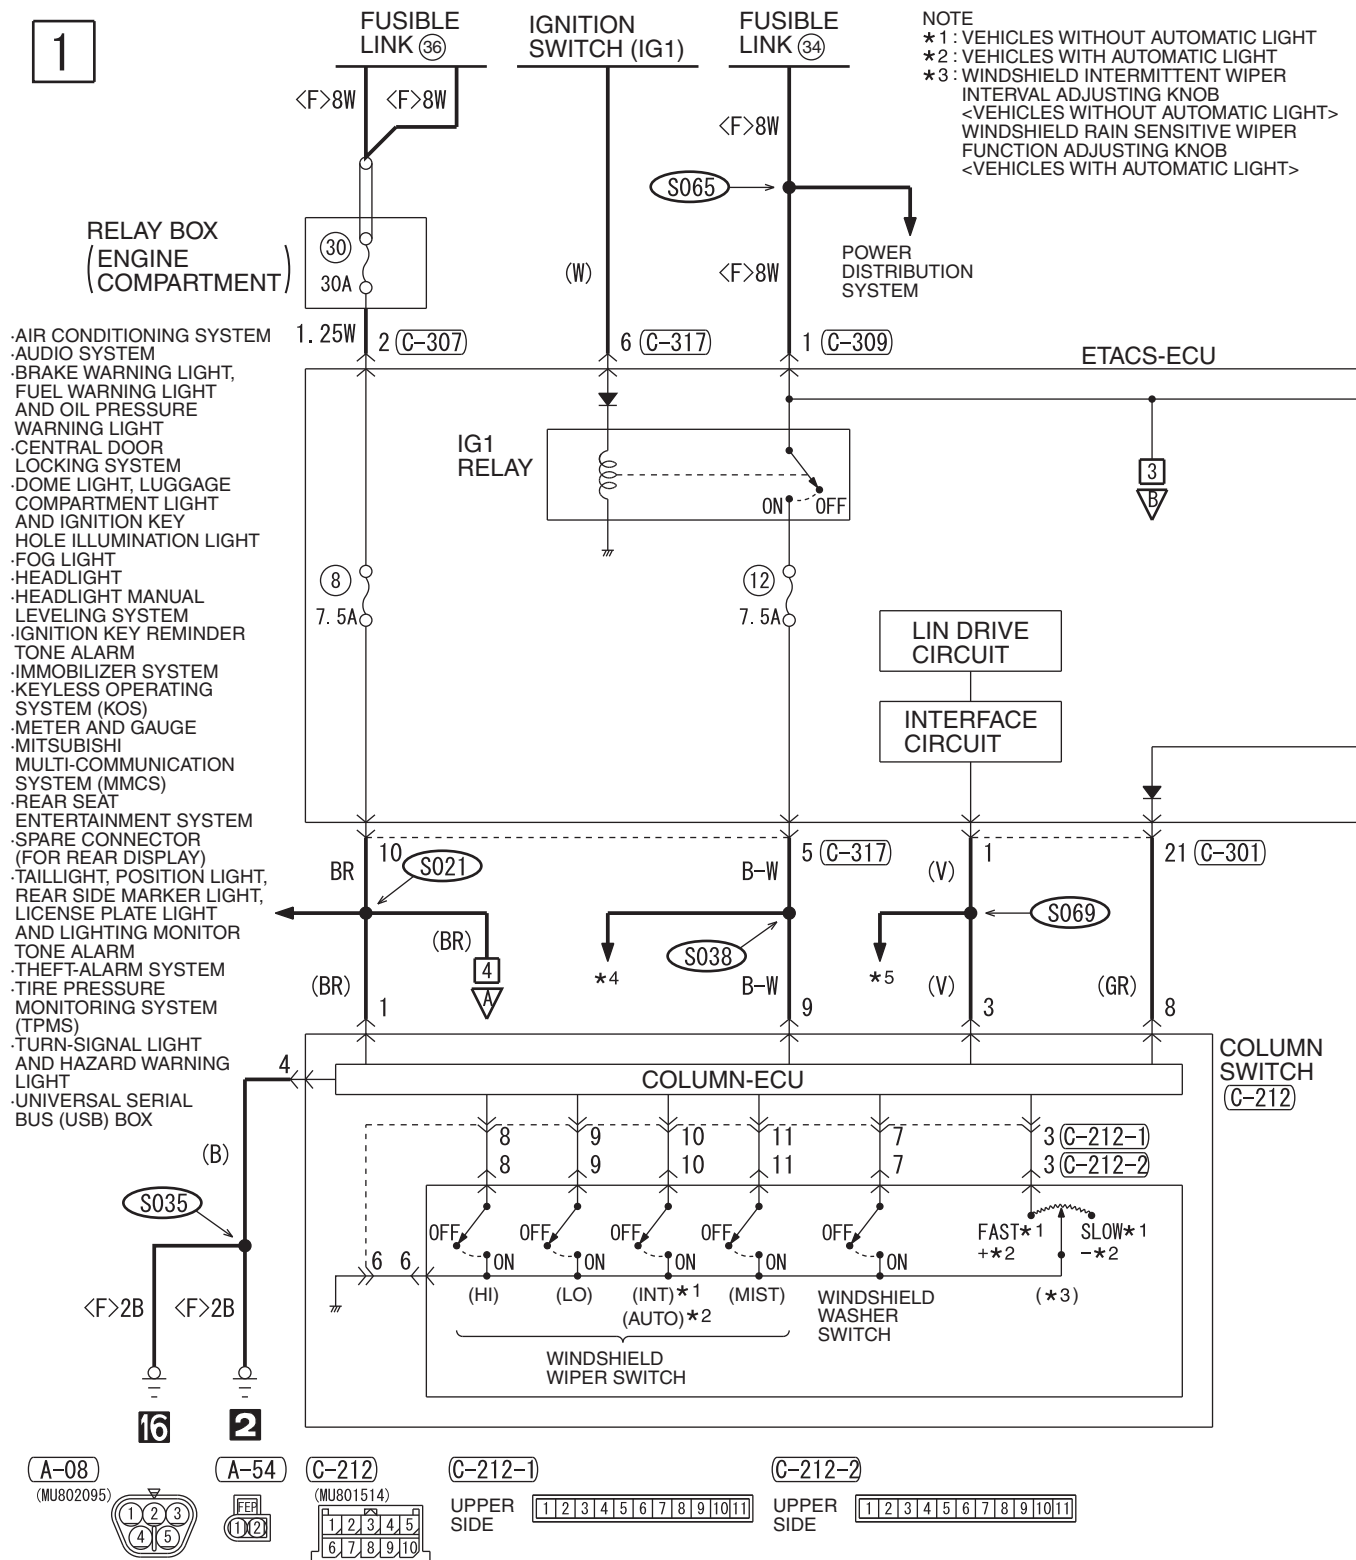 1
FUSIBLE
LINK 36
IGNITION
SWITCH (IG1)
FUSIBLE
LINK 34
NOTE
*1: VEHICLES WITHOUT AUTOMATIC LIGHT
*2: VEHICLES WITH AUTOMATIC LIGHT
*3: WINDSHIELD INTERMITTENT WIPER
INTERVAL ADJUSTING KNOB
<VEHICLES WITHOUT AUTOMATIC LIGHT>
WINDSHIELD RAIN SENSITIVE WIPER
FUNCTION ADJUSTING KNOB
<VEHICLES WITH AUTOMATIC LIGHT>
<F>8W <F>8W
<F>8W
S065
POWER
DISTRIBUTION
SYSTEM
RELAY BOX
(ENGINE
COMPARTMENT)
30
30A
(W)
<F>8W
1.25W 2 (C-307)
6 (C-317)
1 (C-309)
ETACS-ECU
·AIR CONDITIONING SYSTEM
·AUDIO SYSTEM
·BRAKE WARNING LIGHT,
FUEL WARNING LIGHT
AND OIL PRESSURE
WARNING LIGHT
·CENTRAL DOOR
LOCKING SYSTEM
·DOME LIGHT, LUGGAGE
COMPARTMENT LIGHT
AND IGNITION KEY
HOLE ILLUMINATION LIGHT
·FOG LIGHT
·HEADLIGHT
·HEADLIGHT MANUAL
LEVELING SYSTEM
·IGNITION KEY REMINDER
TONE ALARM
·IMMOBILIZER SYSTEM
·KEYLESS OPERATING
SYSTEM (KOS)
·METER AND GAUGE
·MITSUBISHI
MULTI-COMMUNICATION
SYSTEM (MMCS)
·REAR SEAT
ENTERTAINMENT SYSTEM
·SPARE CONNECTOR
(FOR REAR DISPLAY)
·TAILLIGHT, POSITION LIGHT,
REAR SIDE MARKER LIGHT,
LICENSE PLATE LIGHT
AND LIGHTING MONITOR
TONE ALARM
·THEFT-ALARM SYSTEM
·TIRE PRESSURE
MONITORING SYSTEM
(TPMS)
·TURN-SIGNAL LIGHT
AND HAZARD WARNING
LIGHT
·UNIVERSAL SERIAL
BUS (USB) BOX
IG1
RELAY
ON OFF
3
B
8
7.5A
12
7.5A
LIN DRIVE
CIRCUIT
INTERFACE
CIRCUIT
10
5 (C-317)
1
21 (C-301)
BR
S021
B-W
(V)
S069
(BR)
4
A
*4
S038
*5
(BR)
B-W
(V)
(GR)
1
9
3
8
COLUMN
SWITCH
(C-212)
4
COLUMN-ECU
8 9 10 11 7 3 (C-212-1)
8 9 10 11 7 3 (C-212-2)
(B)
S035
OFF OFF OFF OFF OFF
FAST*1 SLOW*1
+*2 -*2
ON ON ON ON ON
6 6
(HI) (LO) (INT)*1 (MIST)
(AUTO)*2
WINDSHIELD
WASHER
SWITCH
(*3)
WINDSHIELD
WIPER SWITCH
<F>2B <F>2B
16 2
(A-08)
(MU802095)
1 2 3
4 5
(A-54)
FEP
1 2
(C-212)
(MU801514)
1 2 3 4 5
6 7 8 9 10
(C-212-1)
UPPER
SIDE
1 2 3 4 5 6 7 8 9 10 11
(C-212-2)
UPPER
SIDE
1 2 3 4 5 6 7 8 9 10 11